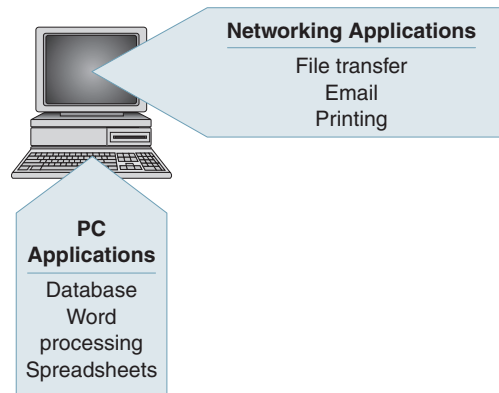 Networking Applications
File transfer
Email
Printing
PC
Applications
Database
Word
processing
Spreadsheets